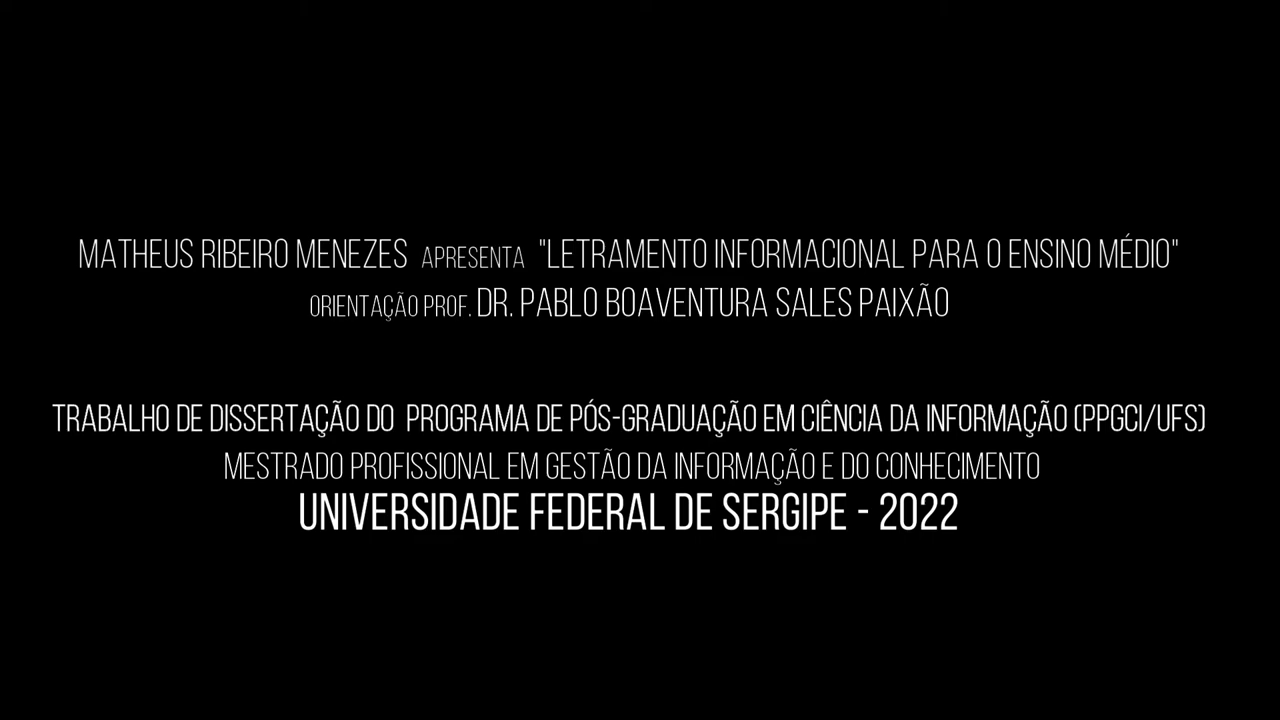 MATHEUS RIBEIRO MENEZES APRESENTA "LETRAMENTO INFORMACIONAL PARA O ENSINO MÉDIO"
ORIENTAÇÃO PROF. DR. PABLO BOAVENTURA SALES PAIXÃO
TRABALHO DE DISSERTAÇÃO DO PROGRAMA DE PÓS-GRADUAÇÃO EM CIÊNCIA DA INFORMAÇÃO (PPGCI/UFS)
MESTRADO PROFISSIONAL EM GESTÃO DA INFORMAÇÃO E DO CONHECIMENTO
UNIVERSIDADE FEDERAL DE SERGIPE - 2022